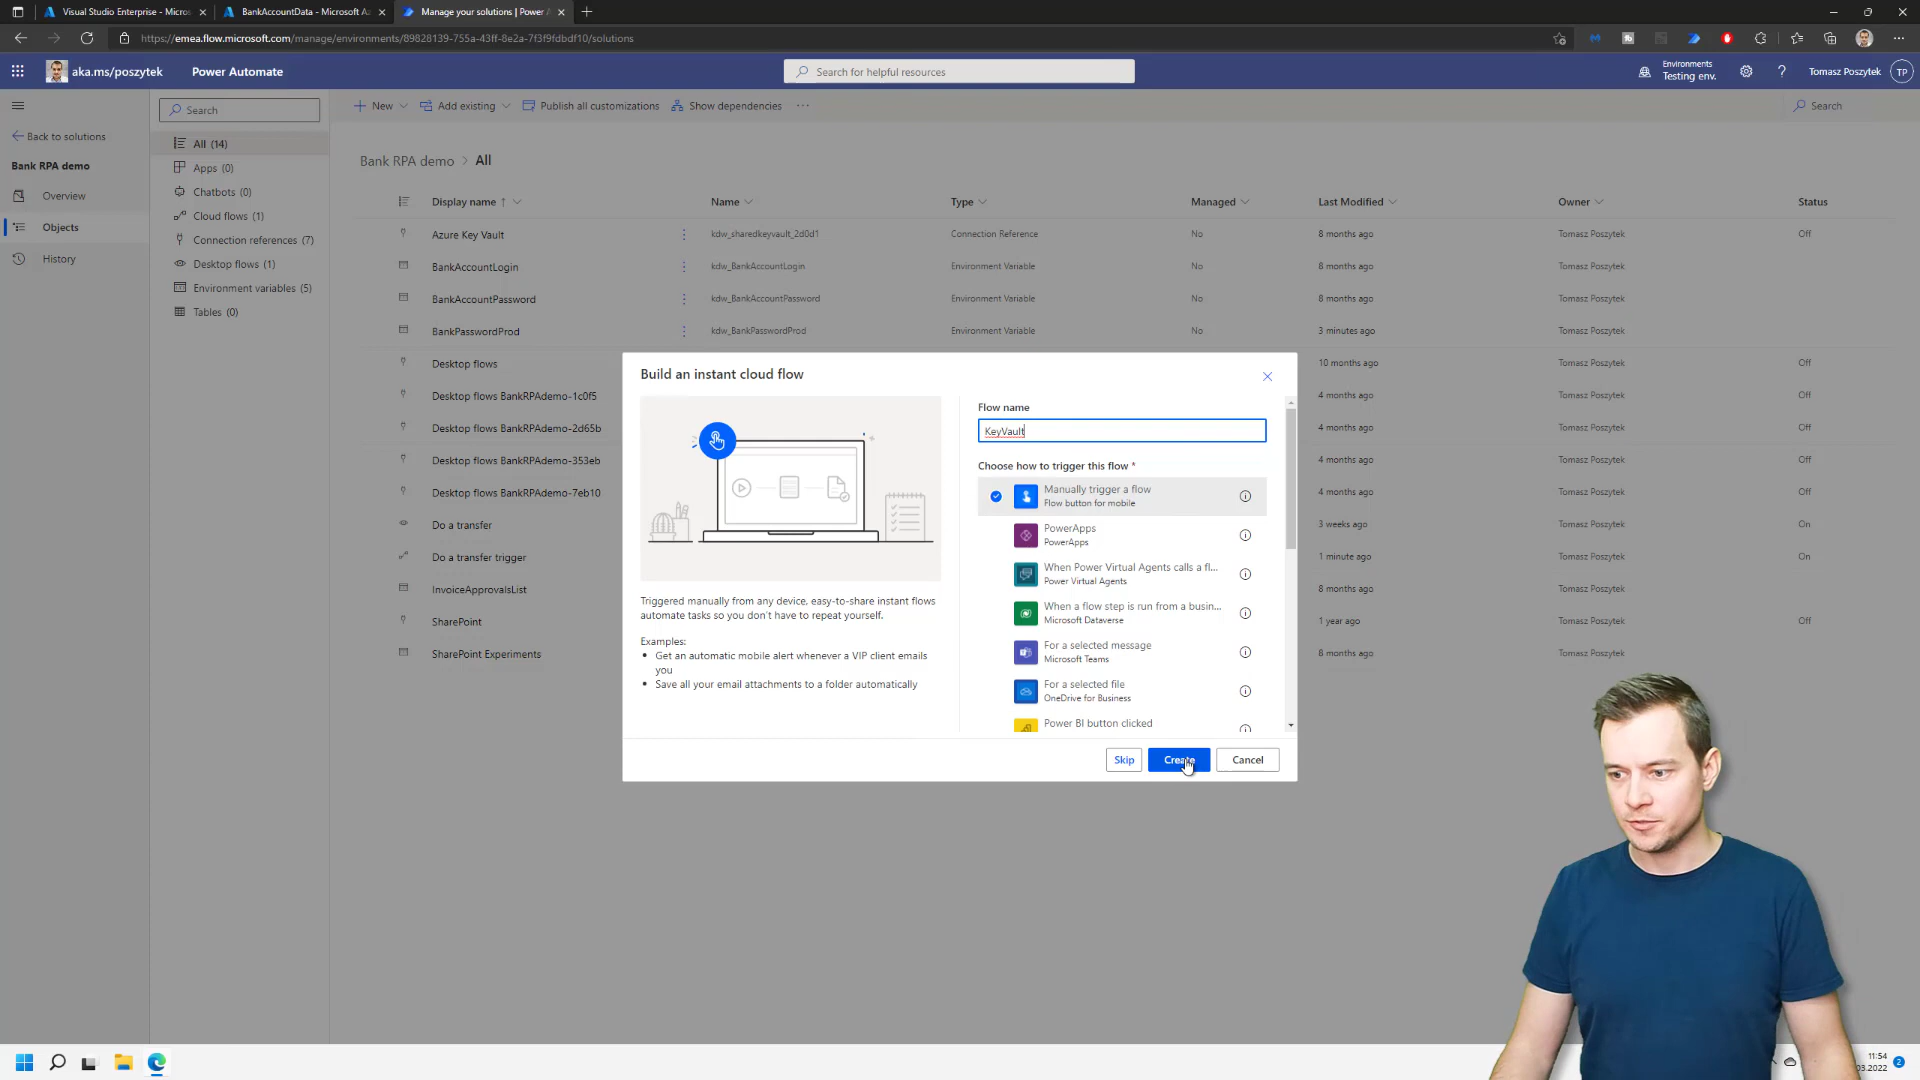 Visual Studio Enterprise - Micros
BankAccountData - Microsoft Az
Manage your solutions | Power A
https://emea.flow.microsoft.com/manage/environments/89828139-755a-43ff-8e2a-7f3f9fdbdf10/solutions
aka.ms/poszytek
Power Automate
Search for helpful resources
Environments
Testing env.
Tomasz Poszytek
TP
Search
New
Add existing
Publish all customizations
Show dependencies
Search
Back to solutions
Bank RPA demo
Overview
Objects
History
All (14)
Apps (0)
Chatbots (0)
Cloud flows (1)
Connection references (7)
Desktop flows (1)
Environment variables (5)
Tables (0)
Bank RPA demo > All
Display name ↑ Name Type Managed Last Modified Owner Status
Azure Key Vault kdw_sharedkeyvault_2d0d1 Connection Reference No 8 months ago Tomasz Poszytek Off
BankAccountLogin kdw_BankAccountLogin Environment Variable No 8 months ago Tomasz Poszytek
BankAccountPassword kdw_BankAccountPassword Environment Variable No 8 months ago Tomasz Poszytek
BankPasswordProd kdw_BankPasswordProd Environment Variable No 3 minutes ago Tomasz Poszytek
Desktop flows 10 months ago Tomasz Poszytek Off
Desktop flows BankRPAdemo-1c0f5 4 months ago Tomasz Poszytek Off
Desktop flows BankRPAdemo-2d65b 4 months ago Tomasz Poszytek Off
Desktop flows BankRPAdemo-353eb 4 months ago Tomasz Poszytek Off
Desktop flows BankRPAdemo-7eb10 4 months ago Tomasz Poszytek Off
Do a transfer 3 weeks ago Tomasz Poszytek On
Do a transfer trigger 1 minute ago Tomasz Poszytek On
InvoiceApprovalsList 8 months ago Tomasz Poszytek
SharePoint 1 year ago Tomasz Poszytek Off
SharePoint Experiments 8 months ago Tomasz Poszytek
Build an instant cloud flow
Triggered manually from any device, easy-to-share instant flows
automate tasks so you don't have to repeat yourself.
Examples:
Get an automatic mobile alert whenever a VIP client emails
you
Save all your email attachments to a folder automatically
Flow name
KeyVault
Choose how to trigger this flow *
Manually trigger a flow
Flow button for mobile
PowerApps
PowerApps
When Power Virtual Agents calls a fl...
Power Virtual Agents
When a flow step is run from a busin...
Microsoft Dataverse
For a selected message
Microsoft Teams
For a selected file
OneDrive for Business
Power BI button clicked
Skip
Create
Cancel
11:54
03.2022
2